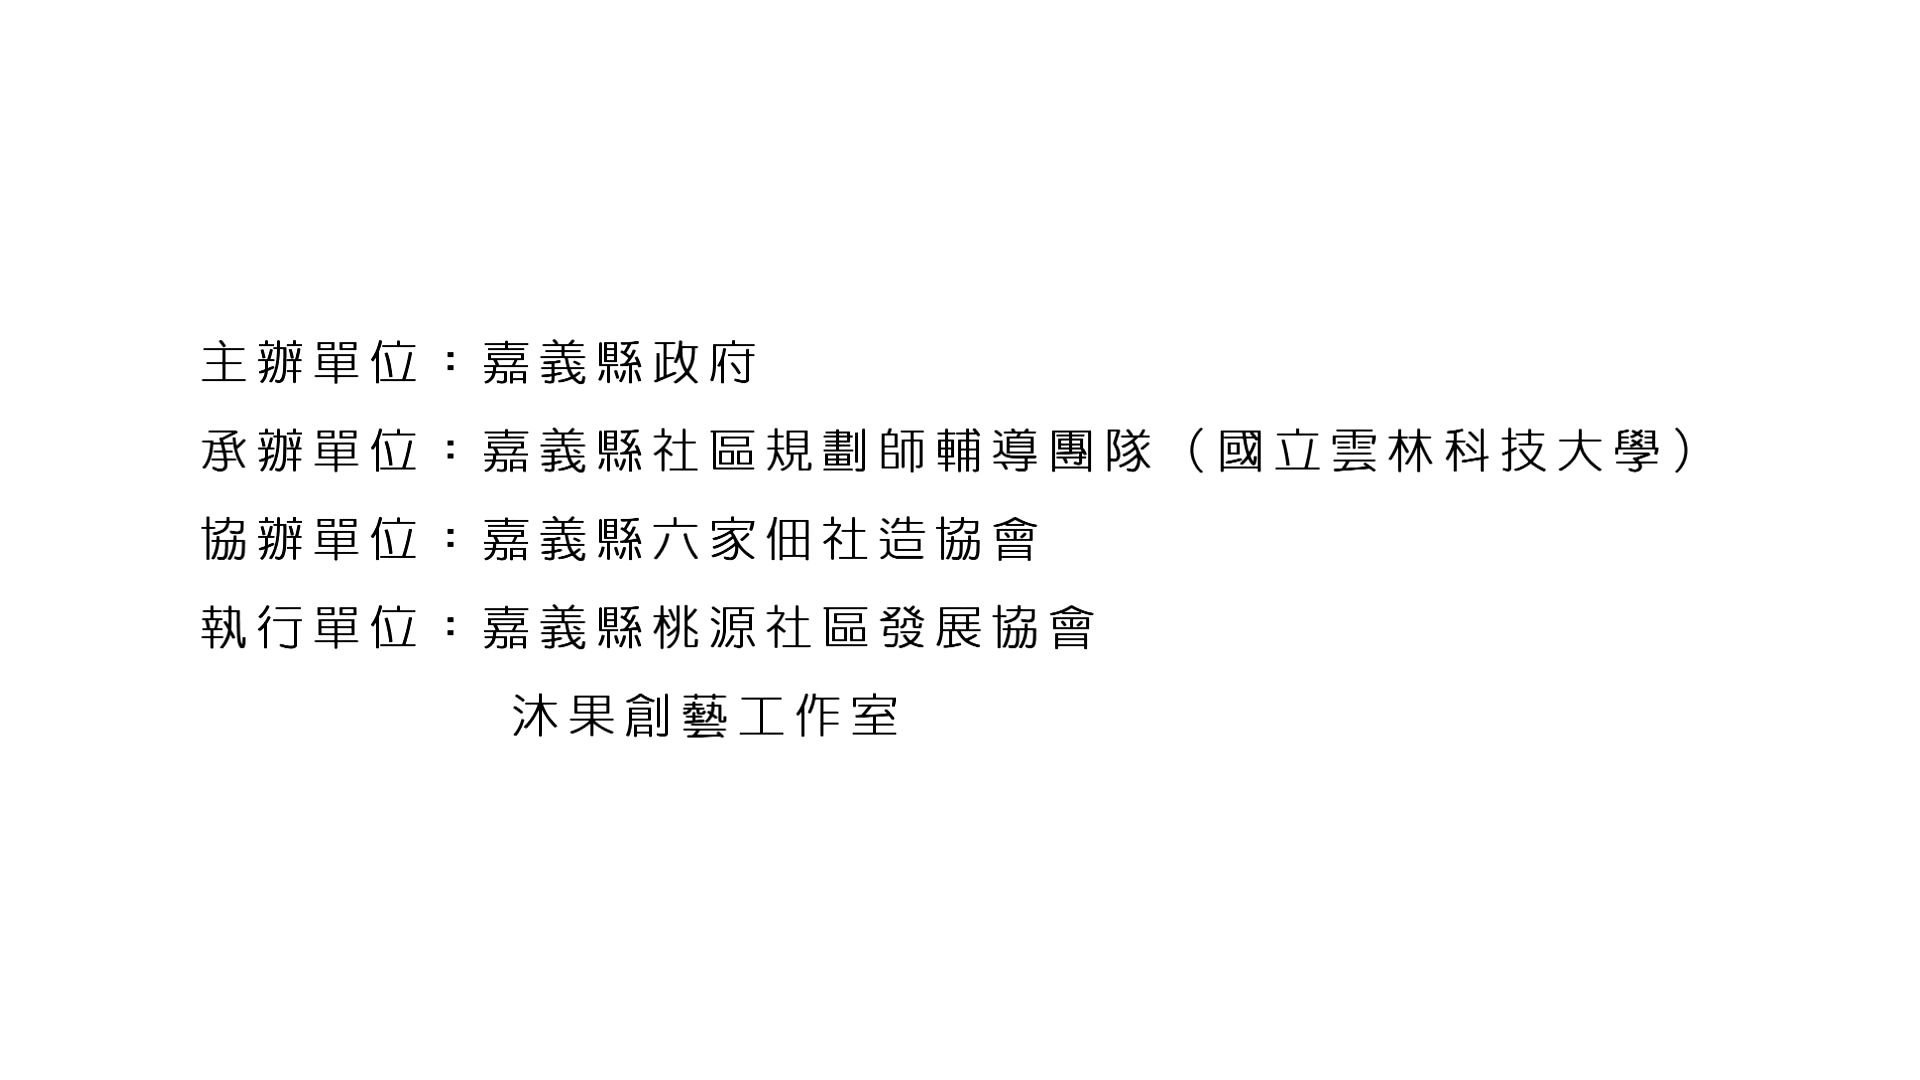 主辦單位：嘉義縣政府
承辦單位：嘉義縣社區規劃師輔導團隊（國立雲林科技大學）
協辦單位：嘉義縣六家佃社造協會
執行單位：嘉義縣桃源社區發展協會
沐果創藝工作室